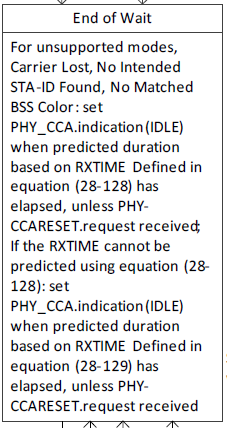 End of Wait
For unsupported modes,
Carrier Lost, No Intended
STA-ID Found, No Matched
BSS Color: set
PHY_CCA.indication(IDLE)
when predicted duration
based on RXTIME Defined in
equation (28-128) has
elapsed, unless PHY-
CCARESET.request received;
If the RXTIME cannot be
predicted using equation (28-
128): set
PHY_CCA.indication(IDLE)
when predicted duration
based on RXTIME Defined in
equation (28-129) has
elapsed, unless PHY-
CCARESET.request received